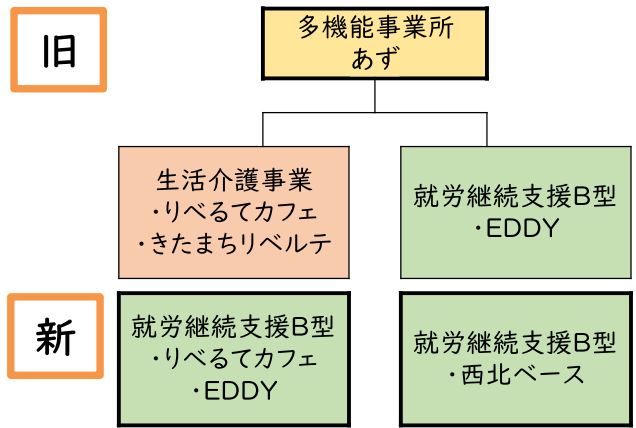 旧
多機能事業所
あず
生活介護事業
・りべるてカフェ
・きたまちリベルテ
就労継続支援B型
・EDDY
新
就労継続支援B型
・りべるてカフェ
・EDDY
就労継続支援B型
・西北ベース